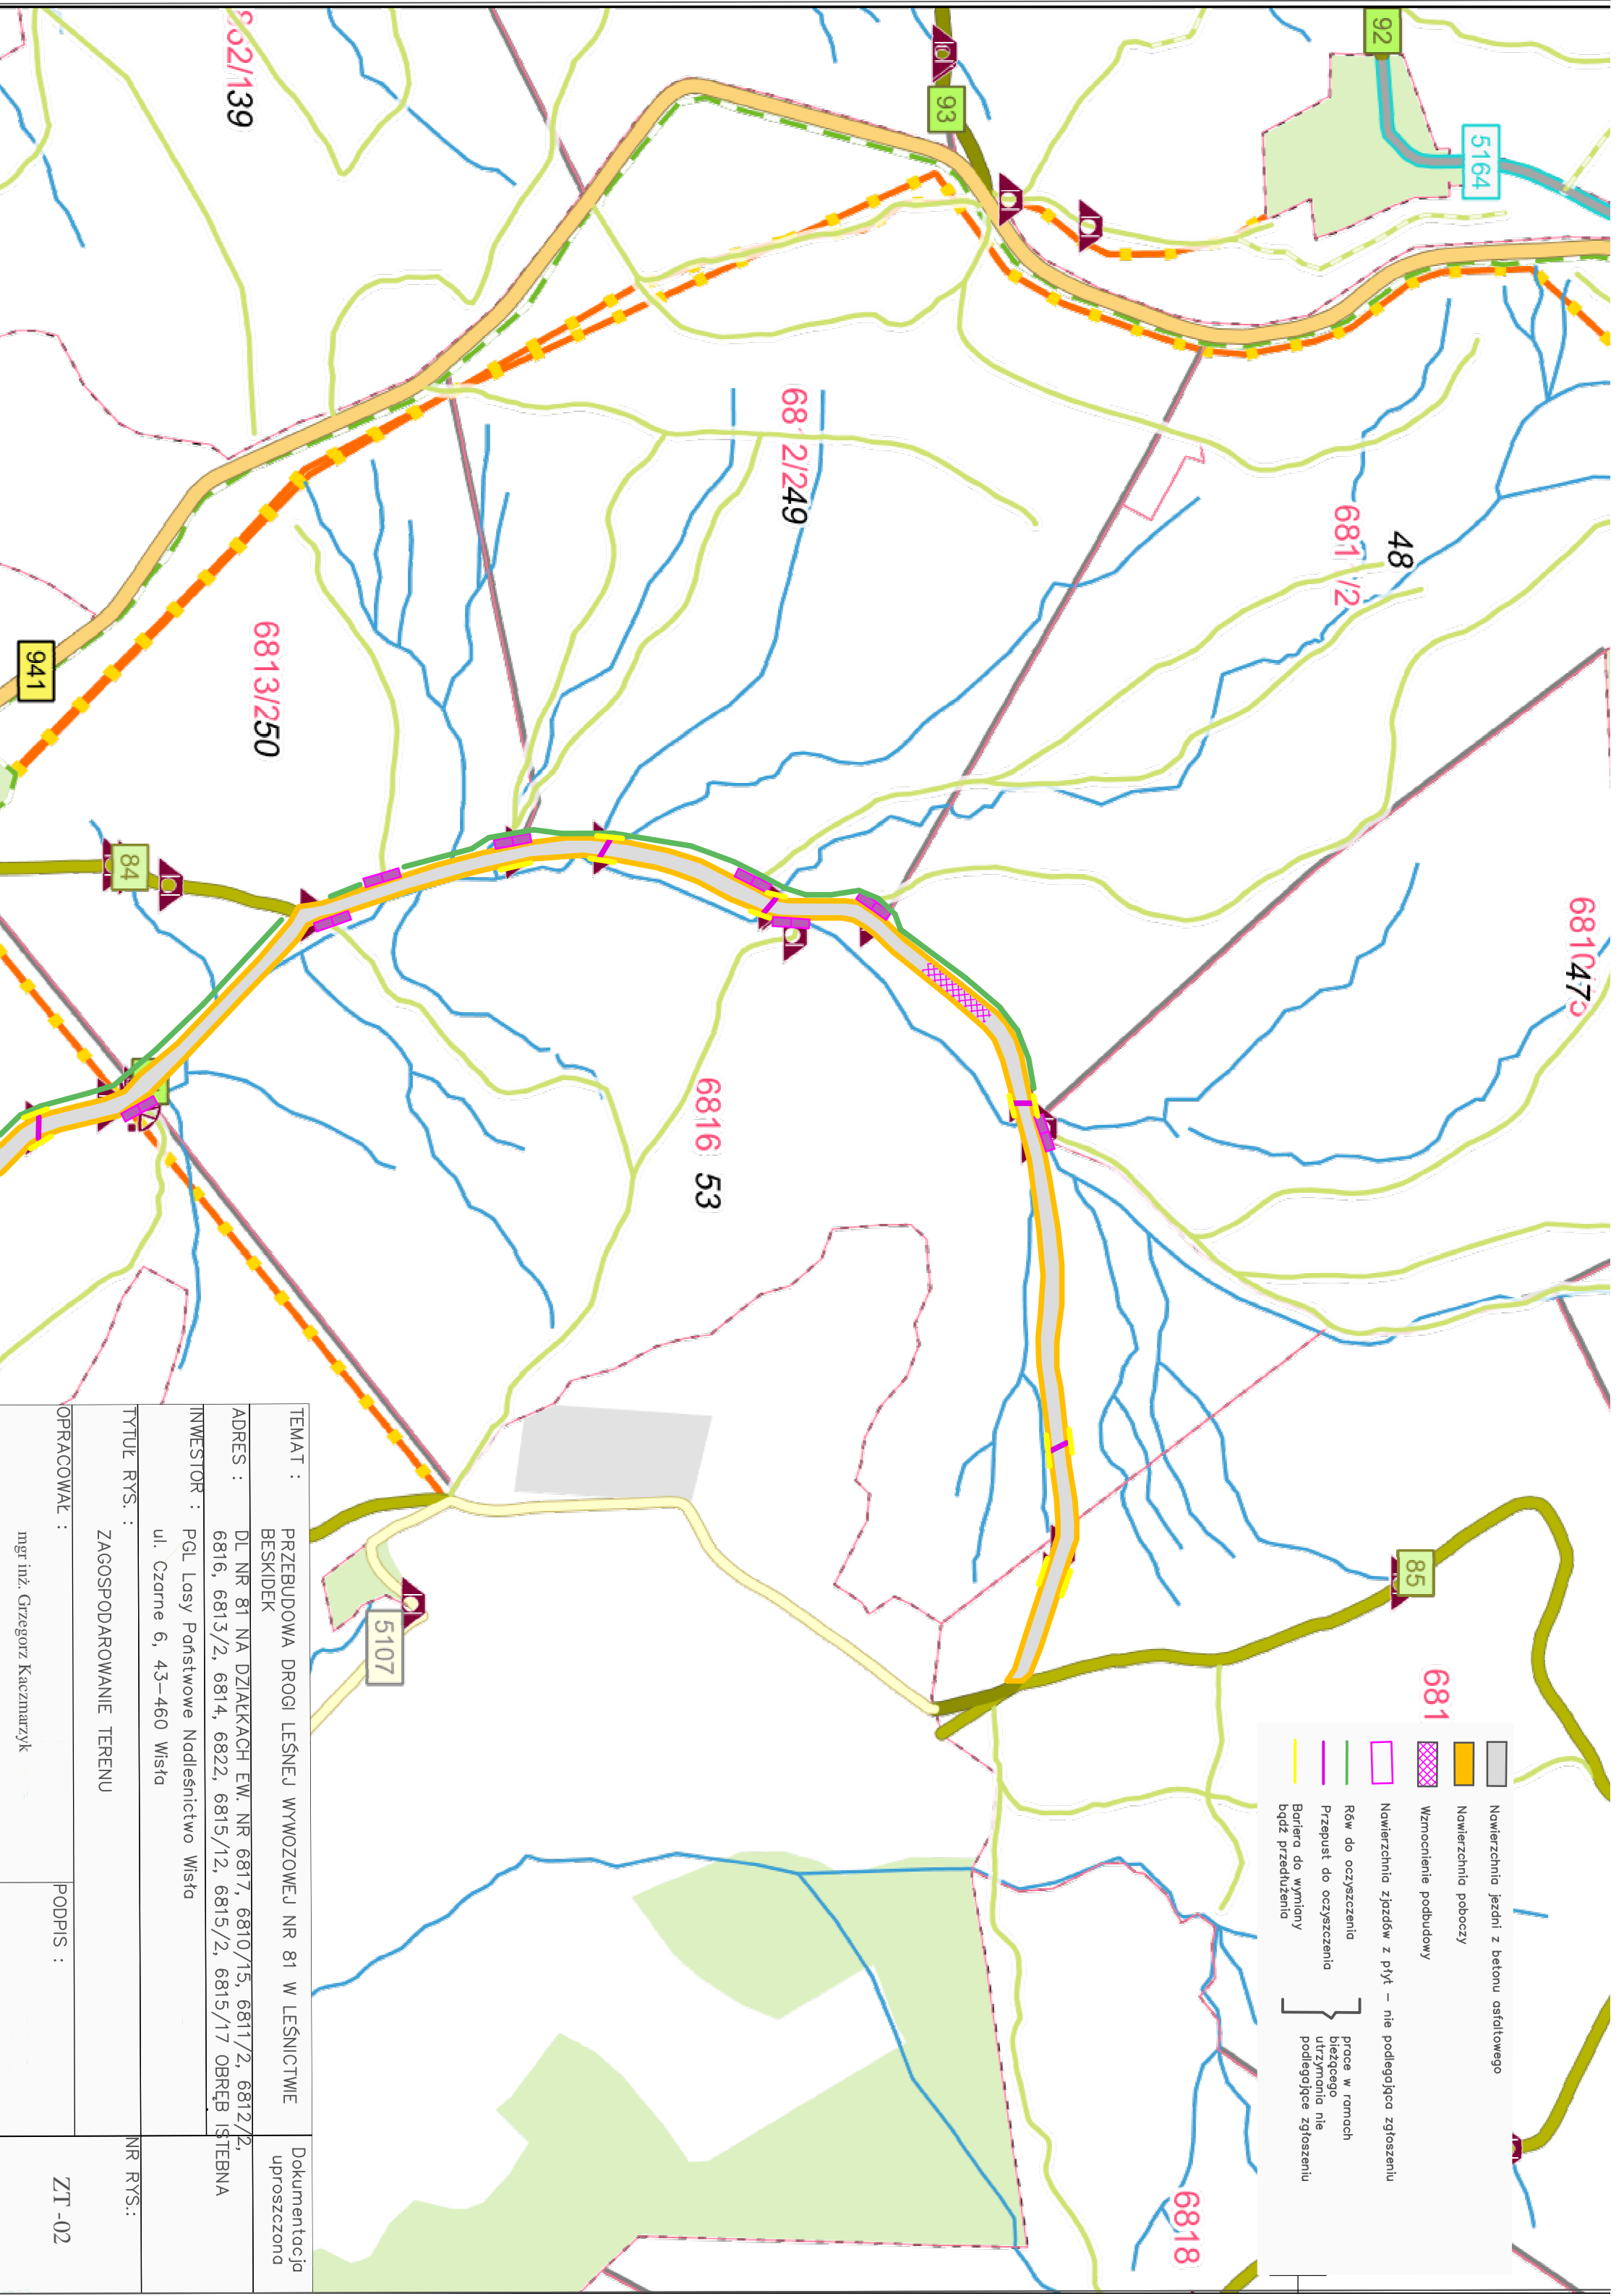 92
5164
93
6812/249
48
6813/250
941
84
6816 53
85
5107
6818
ZT -02
Nawierzchnia jezdni z betonu asfaltowego
Nawierzchnia poboczy
Wzmocnienie podbudowy
Nawierzchnia zjazdów z płyt – nie podlegająca zgłoszeniu
Rów do oczyszczenia
Przepust do oczyszczenia
Bariera do wymiany
bądź przedłużenia
prace w ramach
bieżącego
utrzymania nie
podlegające zgłoszeniu
TEMAT :
PRZEBUDOWA DROGI LEŚNEJ WYWOZOWEJ NR 81 W LEŚNICTWIE
BESKIDEK
Dokumentacja
uproszczona
ADRES :
DL NR 81 NA DZIAŁKACH EW. NR 6817, 6810/15, 6811/2, 6812/2,
6816, 6813/2, 6814, 6822, 6815/12, 6815/2, 6815/17 OBRĘB ISTEBNA
INWESTOR :
PGL Lasy Państwowe Nadleśnictwo Wisła
ul. Czarne 6, 43-460 Wisła
TYTUŁ RYS. :
ZAGOSPODAROWANIE TERENU
NR RYS.:
OPRACOWAŁ :
mgr inż. Grzegorz Kaczmarzyk
PODPIS :